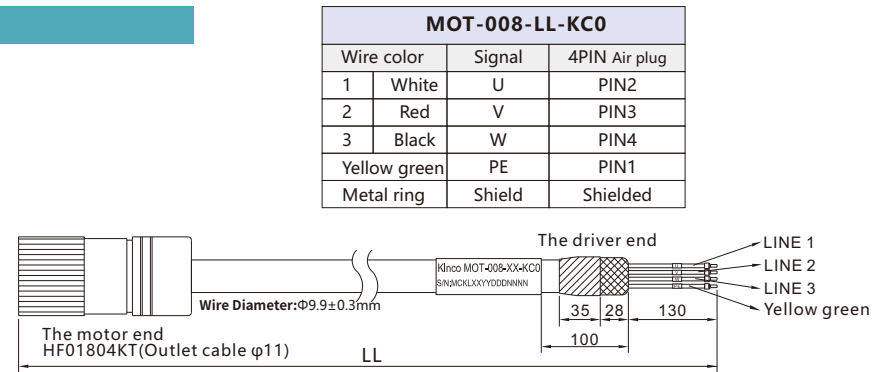 MOT-008-LL-KC0
Wire color Signal 4PIN Air plug
1 White U PIN2
2 Red V PIN3
3 Black W PIN4
Yellow green PE PIN1
Metal ring Shield Shielded
The driver end
LINE 1
LINE 2
LINE 3
Yellow green
Kinco MOT-008-XX-KC0
S/N:MCKLXXYYDDDNNNN
Wire Diameter:Φ9.9±0.3mm
35 28 130
100
The motor end
HF01804KT(Outlet cable φ11)
LL